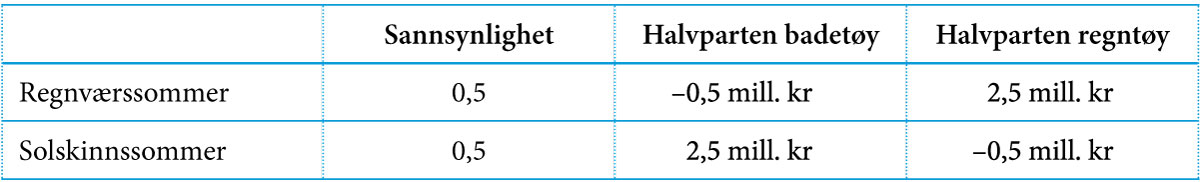 Sannsynlighet Halvparten badetøy Halvparten regntøy
Regnværssommer 0,5 –0,5 mill. kr 2,5 mill. kr
Solskinnssommer 0,5 2,5 mill. kr –0,5 mill. kr